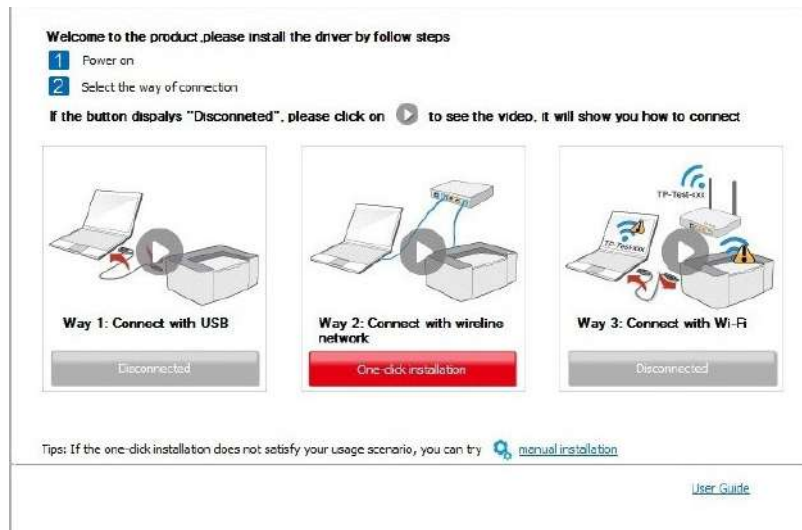 Welcome to the product,please install the driver by follow steps
1 Power on
2 Select the way of connection
If the button dispalys "Disconneted", please click on to see the video, it will show you how to connect
TP-Test-xxx
TP-Test-xxx
Way 1: Connect with USB
Way 2: Connect with wireline
network
Way 3: Connect with Wi-Fi
Disconnected
One-click installation
Disconnected
Tips: If the one-click installation does not satisfy your usage scenario, you can try manual installation
User Guide